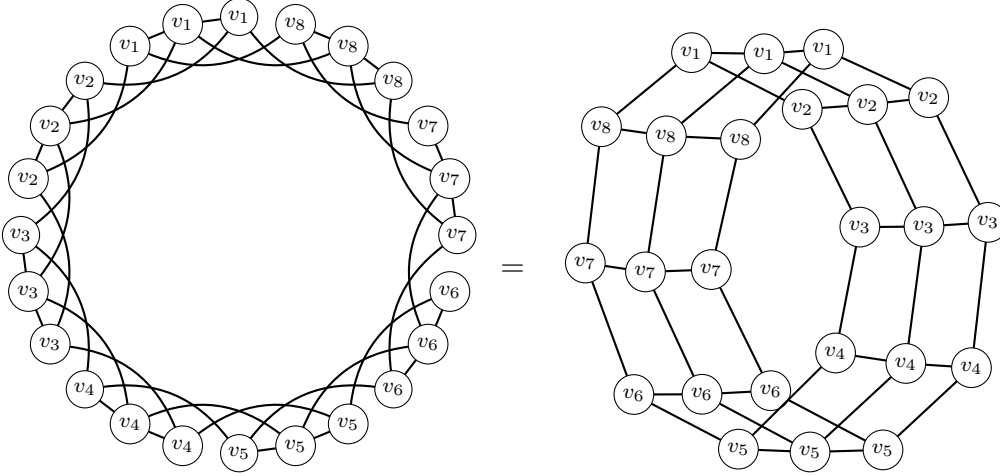 v₁ v₁ v₈
v₁ v₈
v₂ v₈
v₂ v₇
v₂ v₇
v₃ v₇
v₃ v₆
v₃ v₆
v₄ v₆
v₄ v₅
v₄ v₅ v₅
=
v₁ v₁ v₁
v₂ v₂ v₂
v₈ v₈ v₈
v₃ v₃ v₃
v₇ v₇ v₇
v₄ v₄ v₄
v₆ v₆ v₆
v₅ v₅ v₅